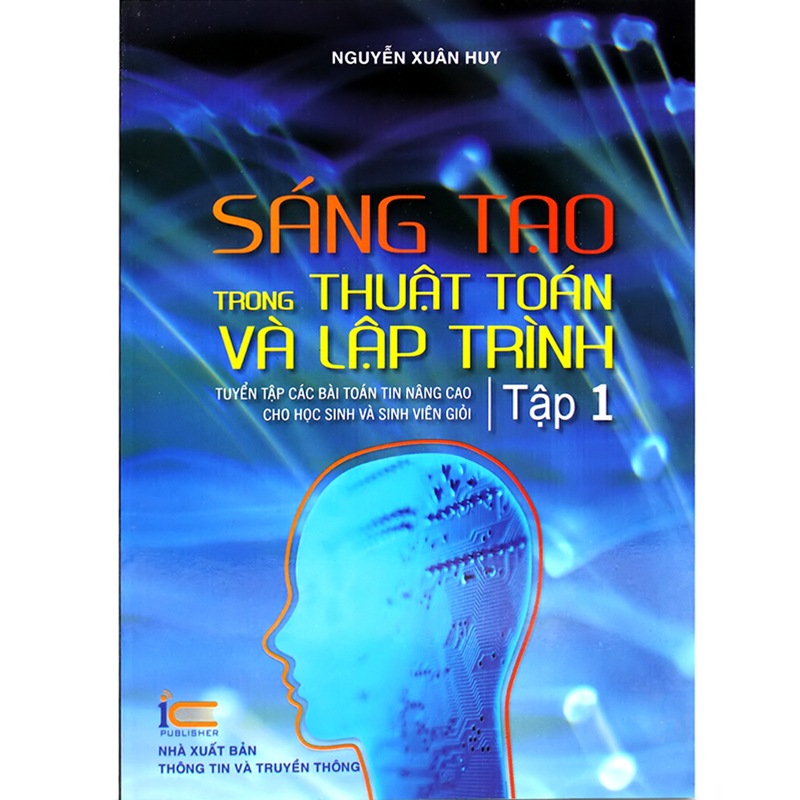 NGUYỄN XUÂN HUY
SÁNG TẠO
TRONG THUẬT TOÁN
VÀ LẬP TRÌNH
TUYỂN TẬP CÁC BÀI TOÁN TIN NÂNG CAO
CHO HỌC SINH VÀ SINH VIÊN GIỎI
Tập 1
ic
PUBLISHER
NHÀ XUẤT BẢN
THÔNG TIN VÀ TRUYỀN THÔNG